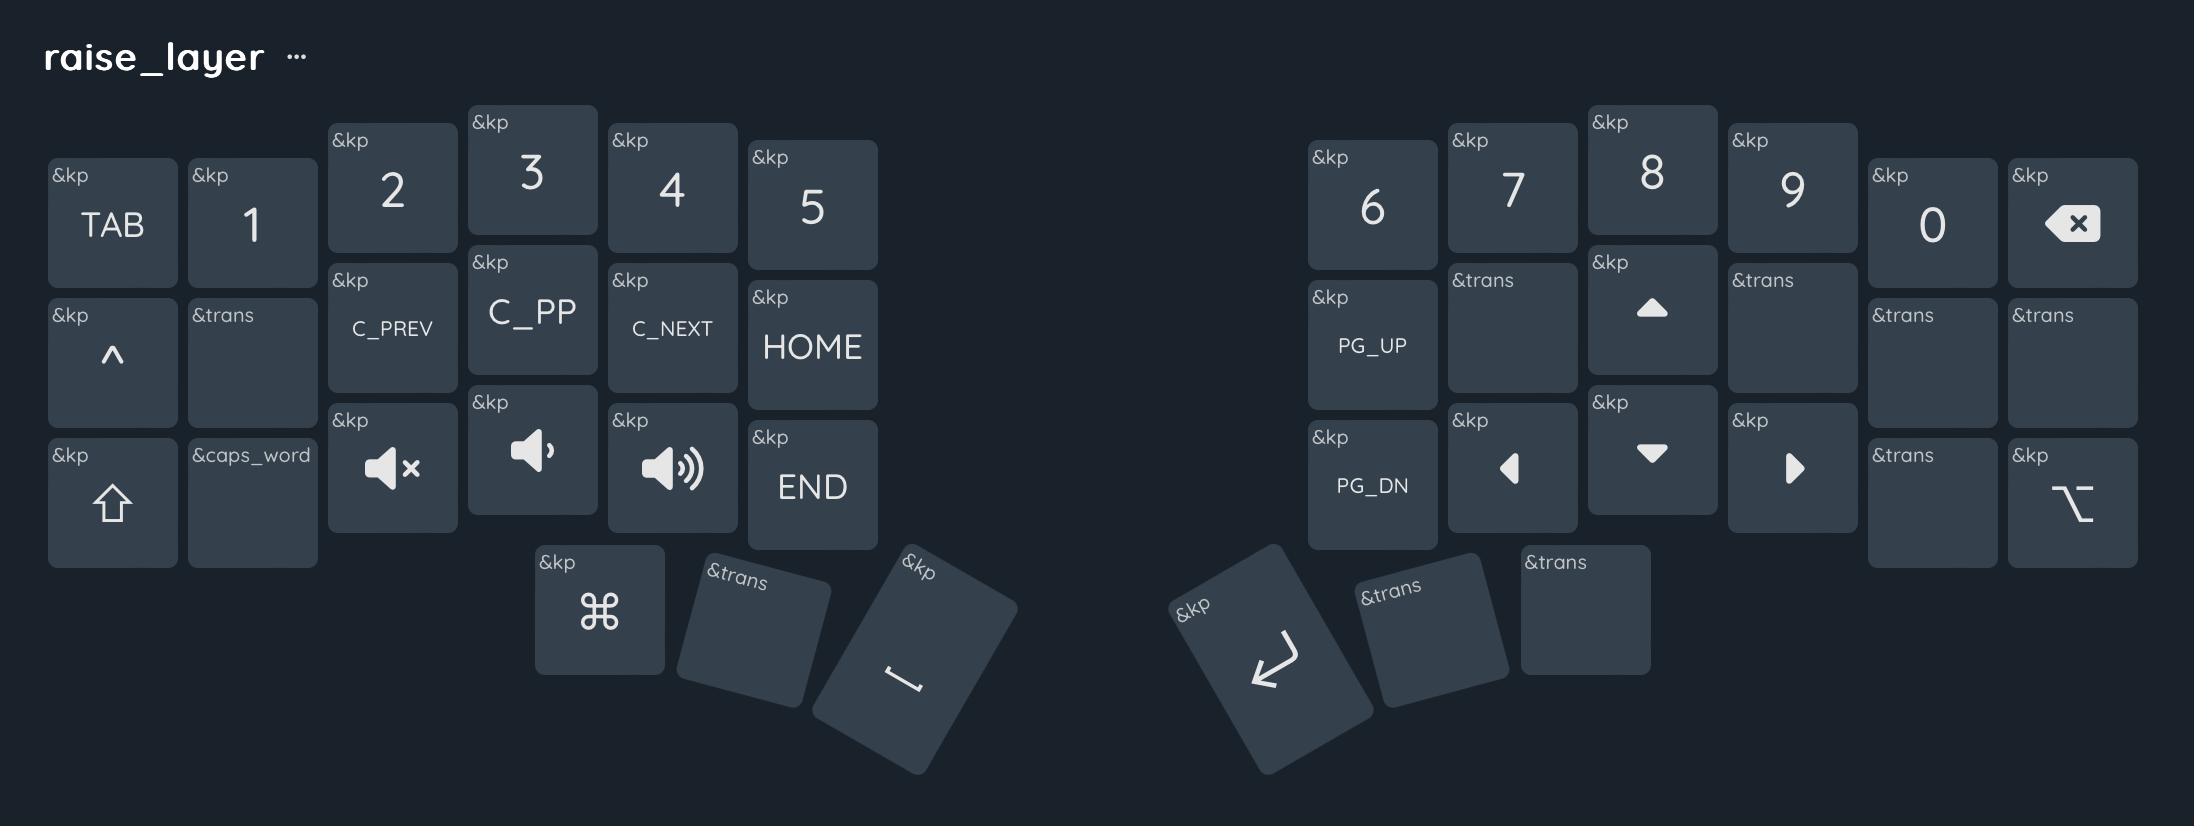 raise_layer ...
&kp TAB &kp 1 &kp 2 &kp 3 &kp 4 &kp 5 &kp 6 &kp 7 &kp 8 &kp 9 &kp 0 &kp
&kp ^ &trans &kp C_PREV &kp C_PP &kp C_NEXT &kp HOME &kp PG_UP &trans &kp &trans &trans &trans
&kp ⇧ &caps_word &kp &kp &kp &kp END &kp PG_DN &kp &kp &kp &trans &kp ⌥
&kp ⌘ &trans &kp &kp &trans &trans